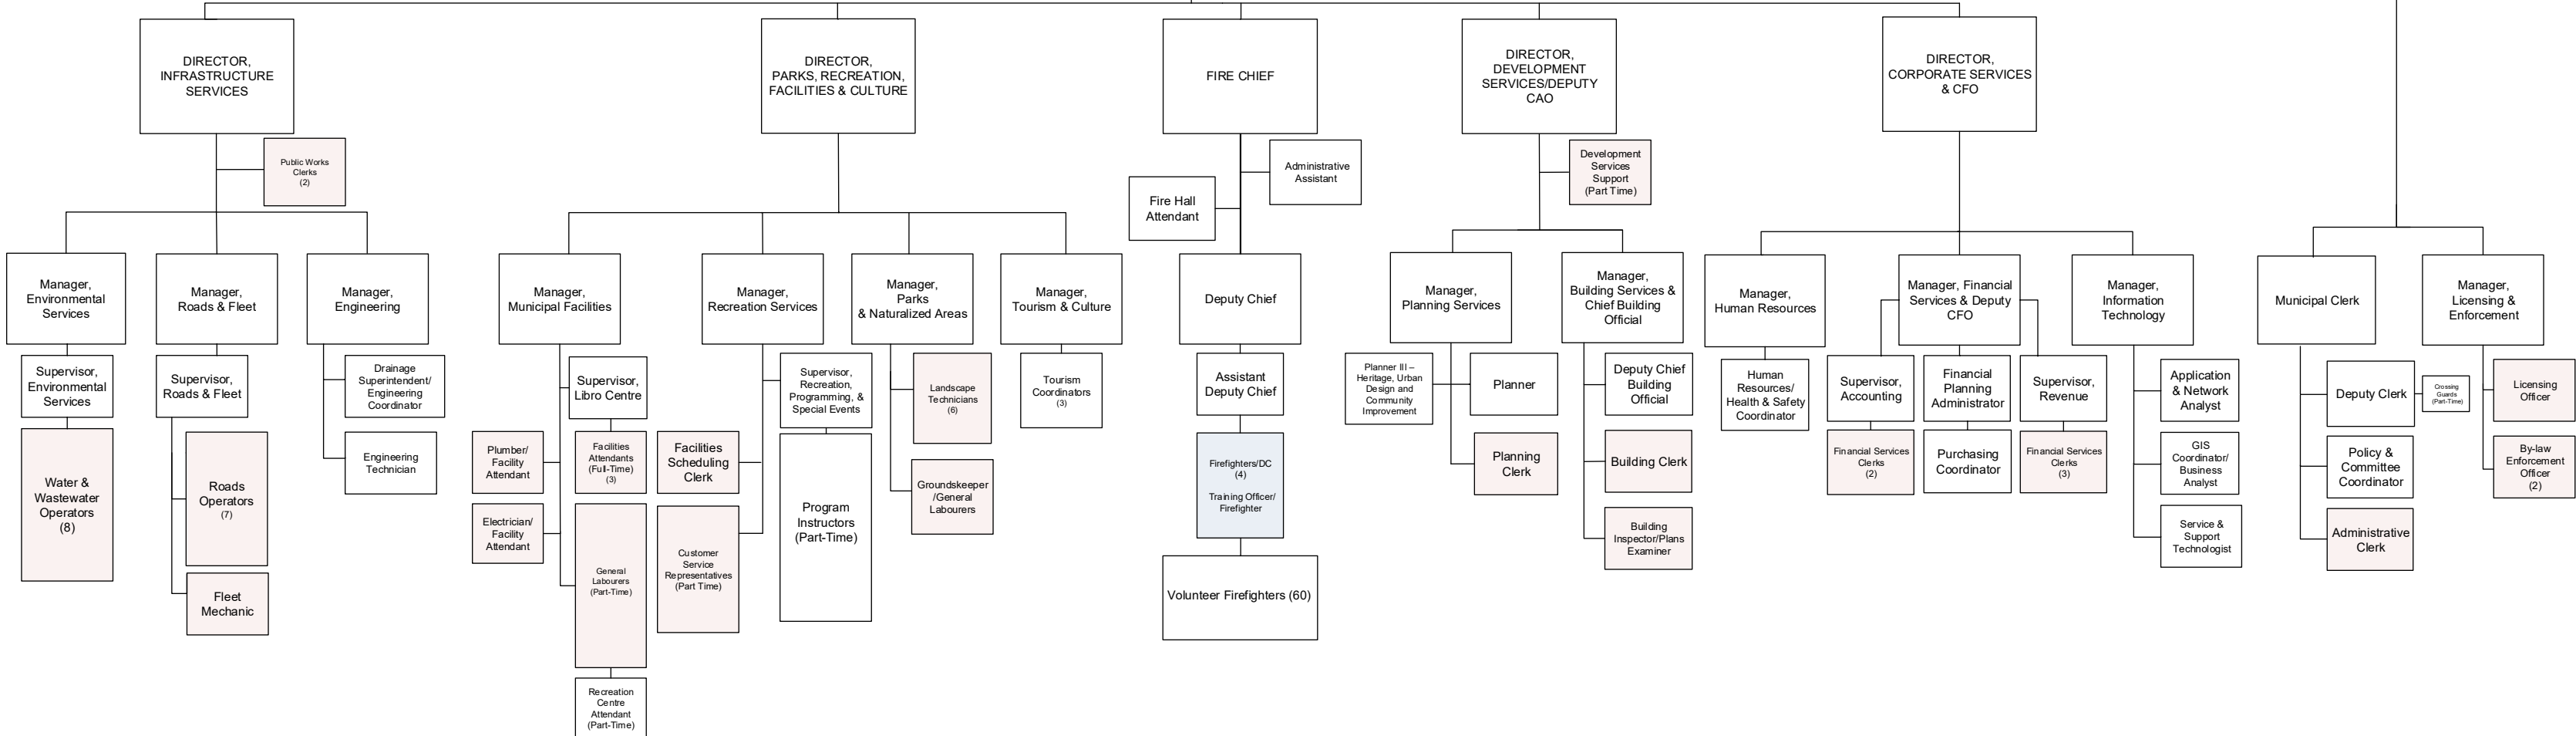 DIRECTOR,
INFRASTRUCTURE
SERVICES
DIRECTOR,
PARKS, RECREATION,
FACILITIES & CULTURE
FIRE CHIEF
DIRECTOR,
DEVELOPMENT
SERVICES/DEPUTY
CAO
DIRECTOR,
CORPORATE SERVICES
& CFO
Public Works
Clerks
(2)
Fire Hall
Attendant
Administrative
Assistant
Development
Services
Support
(Part Time)
Manager,
Environmental
Services
Manager,
Roads & Fleet
Manager,
Engineering
Manager,
Municipal Facilities
Manager,
Recreation Services
Manager,
Parks
& Naturalized Areas
Manager,
Tourism & Culture
Deputy Chief
Manager,
Planning Services
Manager,
Building Services &
Chief Building
Official
Manager,
Human Resources
Manager, Financial
Services & Deputy
CFO
Manager,
Information
Technology
Municipal Clerk
Manager,
Licensing &
Enforcement
Supervisor,
Environmental
Services
Water &
Wastewater
Operators
(8)
Supervisor,
Roads & Fleet
Roads
Operators
(7)
Fleet
Mechanic
Drainage
Superintendent/
Engineering
Coordinator
Engineering
Technician
Supervisor,
Libro Centre
Plumber/
Facility
Attendant
Facilities
Attendants
(Full-Time)
(3)
Electrician/
Facility
Attendant
General
Labourers
(Part-Time)
Recreation
Centre
Attendant
(Part-Time)
Supervisor,
Recreation,
Programming, &
Special Events
Facilities
Scheduling
Clerk
Customer
Service
Representatives
(Part Time)
Program
Instructors
(Part-Time)
Landscape
Technicians
(6)
Groundskeeper
/General
Labourers
Tourism
Coordinators
(3)
Assistant
Deputy Chief
Firefighters/DC
(4)
Training Officer/
Firefighter
Volunteer Firefighters (60)
Planner III –
Heritage, Urban
Design and
Community
Improvement
Planner
Planning
Clerk
Deputy Chief
Building
Official
Building Clerk
Building
Inspector/Plans
Examiner
Human
Resources/
Health & Safety
Coordinator
Supervisor,
Accounting
Financial Services
Clerks
(2)
Financial
Planning
Administrator
Purchasing
Coordinator
Supervisor,
Revenue
Financial Services
Clerks
(3)
Application
& Network
Analyst
GIS
Coordinator/
Business
Analyst
Service &
Support
Technologist
Deputy Clerk
Crossing
Guards
(Part-Time)
Policy &
Committee
Coordinator
Administrative
Clerk
Licensing
Officer
By-law
Enforcement
Officer
(2)